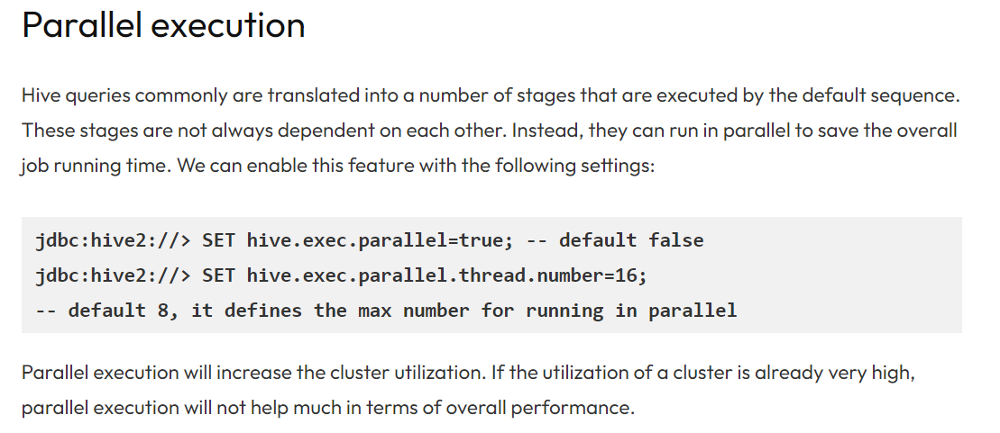 Parallel execution
Hive queries commonly are translated into a number of stages that are executed by the default sequence.
These stages are not always dependent on each other. Instead, they can run in parallel to save the overall
job running time. We can enable this feature with the following settings:
jdbc:hive2://> SET hive.exec.parallel=true; -- default false
jdbc:hive2://> SET hive.exec.parallel.thread.number=16;
-- default 8, it defines the max number for running in parallel
Parallel execution will increase the cluster utilization. If the utilization of a cluster is already very high,
parallel execution will not help much in terms of overall performance.